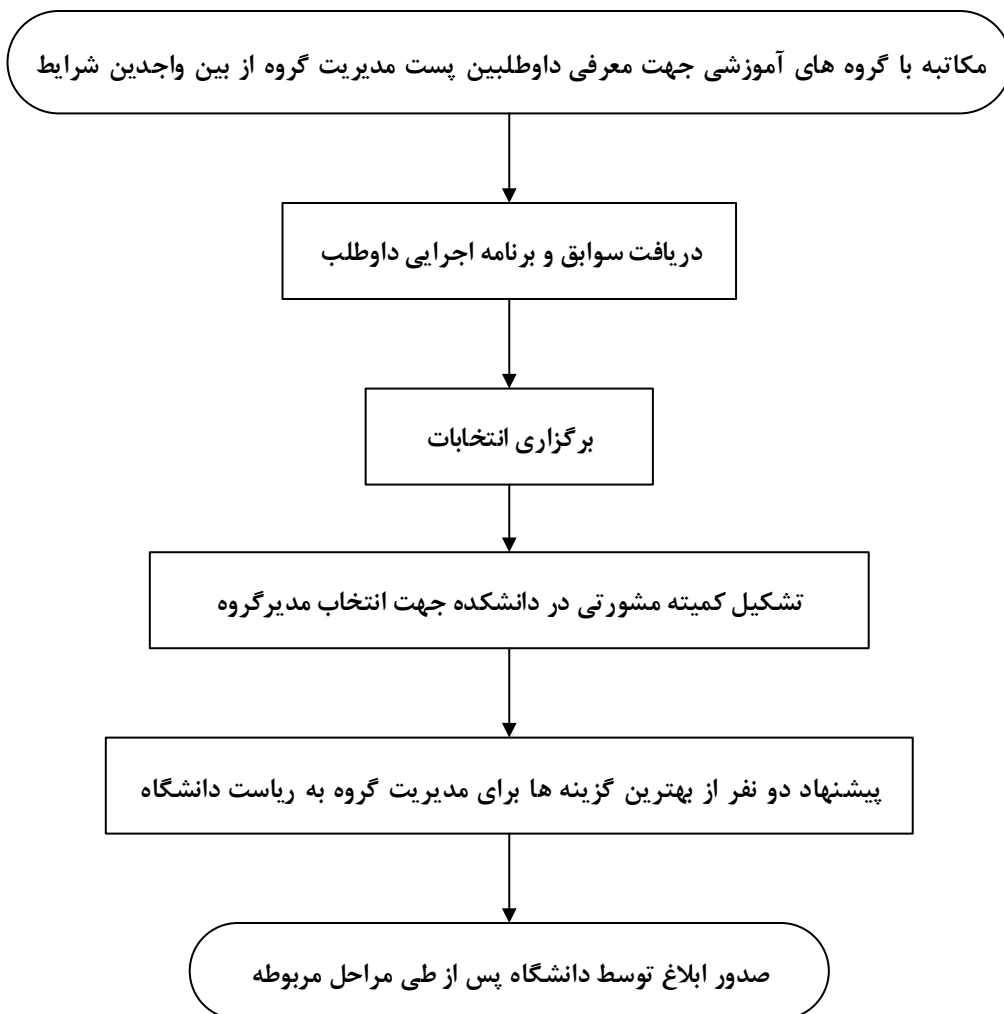 مکاتبه با گروه های آموزشی جهت معرفی داوطلبین پست مدیریت گروه از بین واجدین شرایط
دریافت سوابق و برنامه اجرایی داوطلب
برگزاری انتخابات
تشکیل کمیته مشورتی در دانشکده جهت انتخاب مدیرگروه
پیشنهاد دو نفر از بهترین گزینه ها برای مدیریت گروه به ریاست دانشگاه
صدور ابلاغ توسط دانشگاه پس از طی مراحل مربوطه